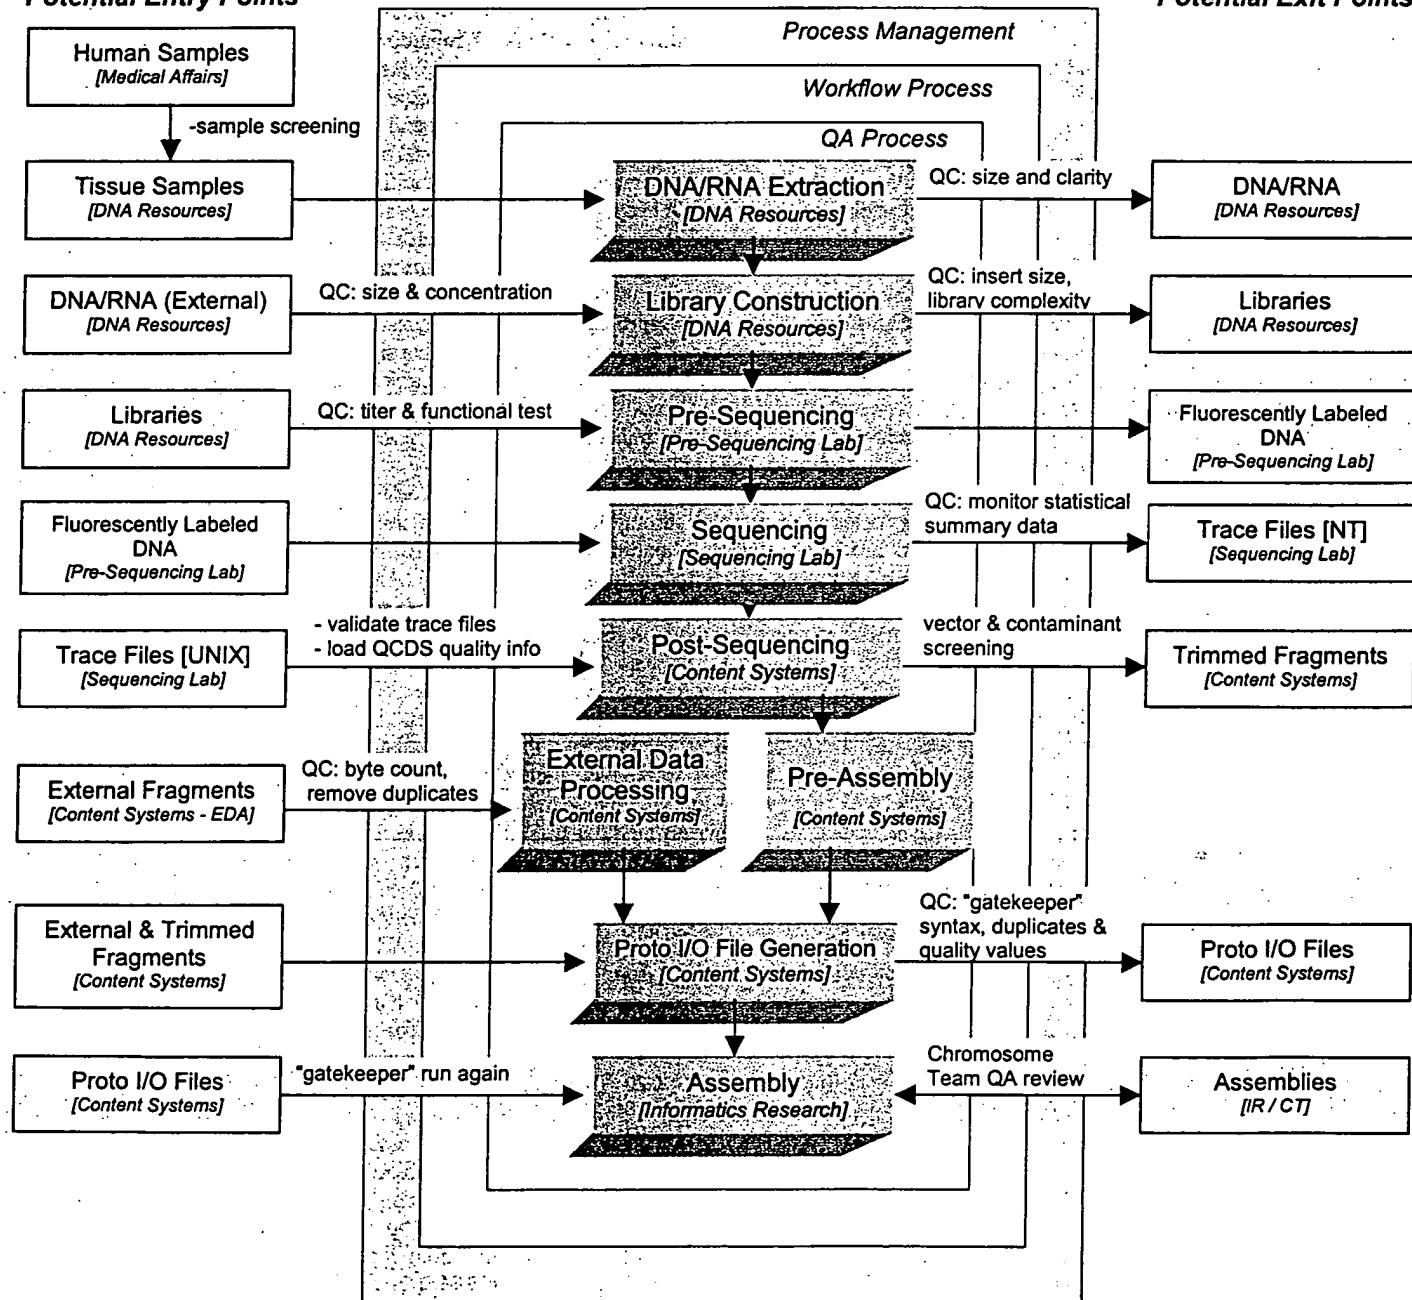 Potential Entry Points
Potential Exit Points
Process Management
Workflow Process
QA Process
Human Samples
[Medical Affairs]
-sample screening
Tissue Samples
[DNA Resources]
DNA/RNA Extraction
[DNA Resources]
QC: size and clarity
DNA/RNA
[DNA Resources]
DNA/RNA (External)
[DNA Resources]
QC: size & concentration
Library Construction
[DNA Resources]
QC: insert size,
library complexity
Libraries
[DNA Resources]
Libraries
[DNA Resources]
QC: titer & functional test
Pre-Sequencing
[Pre-Sequencing Lab]
Fluorescently Labeled
DNA
[Pre-Sequencing Lab]
Fluorescently Labeled
DNA
[Pre-Sequencing Lab]
Sequencing
[Sequencing Lab]
QC: monitor statistical
summary data
Trace Files [NT]
[Sequencing Lab]
Trace Files [UNIX]
[Sequencing Lab]
- validate trace files
- load QCDS quality info
Post-Sequencing
[Content Systems]
vector & contaminant
screening
Trimmed Fragments
[Content Systems]
External Fragments
[Content Systems - EDA]
QC: byte count,
remove duplicates
External Data
Processing
[Content Systems]
Pre-Assembly
[Content Systems]
External & Trimmed
Fragments
[Content Systems]
Proto I/O File Generation
[Content Systems]
QC: "gatekeeper"
syntax, duplicates &
quality values
Proto I/O Files
[Content Systems]
Proto I/O Files
[Content Systems]
"gatekeeper" run again
Assembly
[Informatics Research]
Chromosome
Team QA review
Assemblies
[IR / CT]